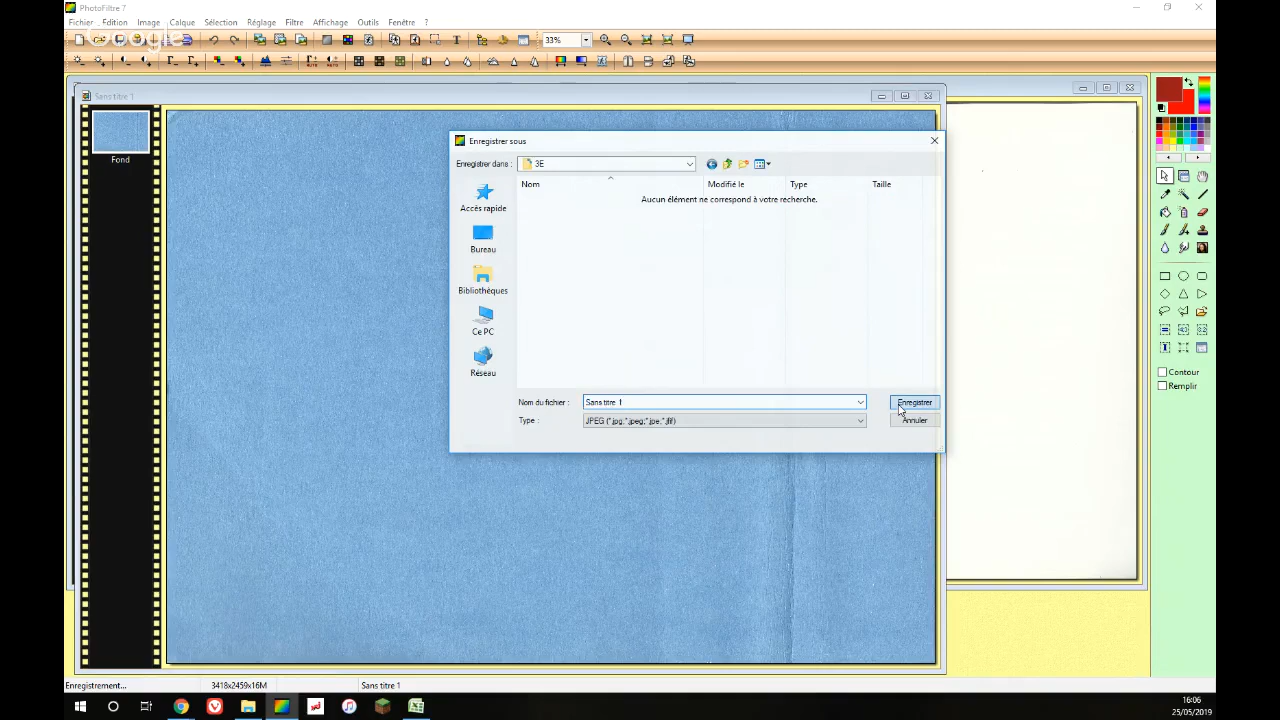 PhotoFiltre 7
Fichier Edition Image Calque Sélection Réglage Filtre Affichage Outils Fenêtre ?
Google
33%
Sans titre 1
Fond
Enregistrer sous
Enregistrer dans : 3E
Nom Modifié le Type Taille
Aucun élément ne correspond à votre recherche.
Accès rapide
Bureau
Bibliothèques
Ce PC
Réseau
Nom du fichier : Sans titre 1 Enregistrer
Type : JPEG (*.jpg;*.jpeg;*.jpe;*.jfif) Annuler
Contour
Remplir
Enregistrement... 3418x2459x16M Sans titre 1
16:06
25/05/2019